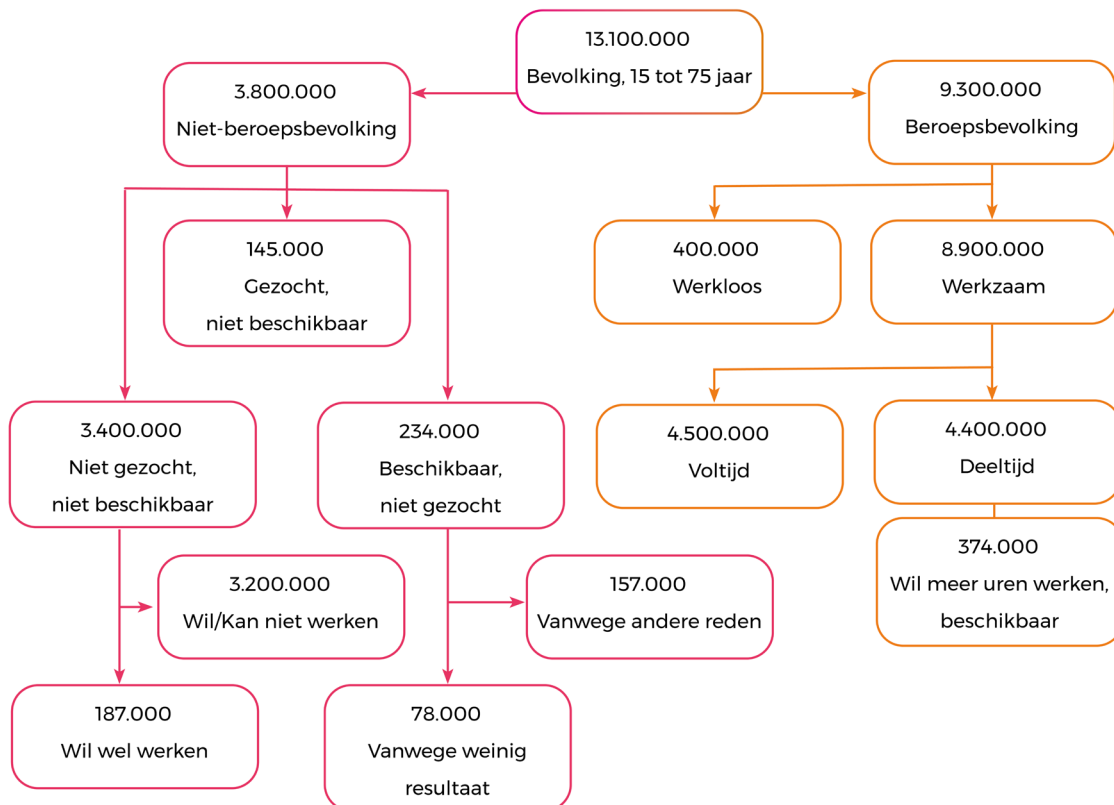 13.100.000
Bevolking, 15 tot 75 jaar
3.800.000
Niet-beroepsbevolking
9.300.000
Beroepsbevolking
145.000
Gezocht,
niet beschikbaar
400.000
Werkloos
8.900.000
Werkzaam
3.400.000
Niet gezocht,
niet beschikbaar
234.000
Beschikbaar,
niet gezocht
4.500.000
Voltijd
4.400.000
Deeltijd
374.000
Wil meer uren werken,
beschikbaar
3.200.000
Wil/Kan niet werken
157.000
Vanwege andere reden
187.000
Wil wel werken
78.000
Vanwege weinig
resultaat